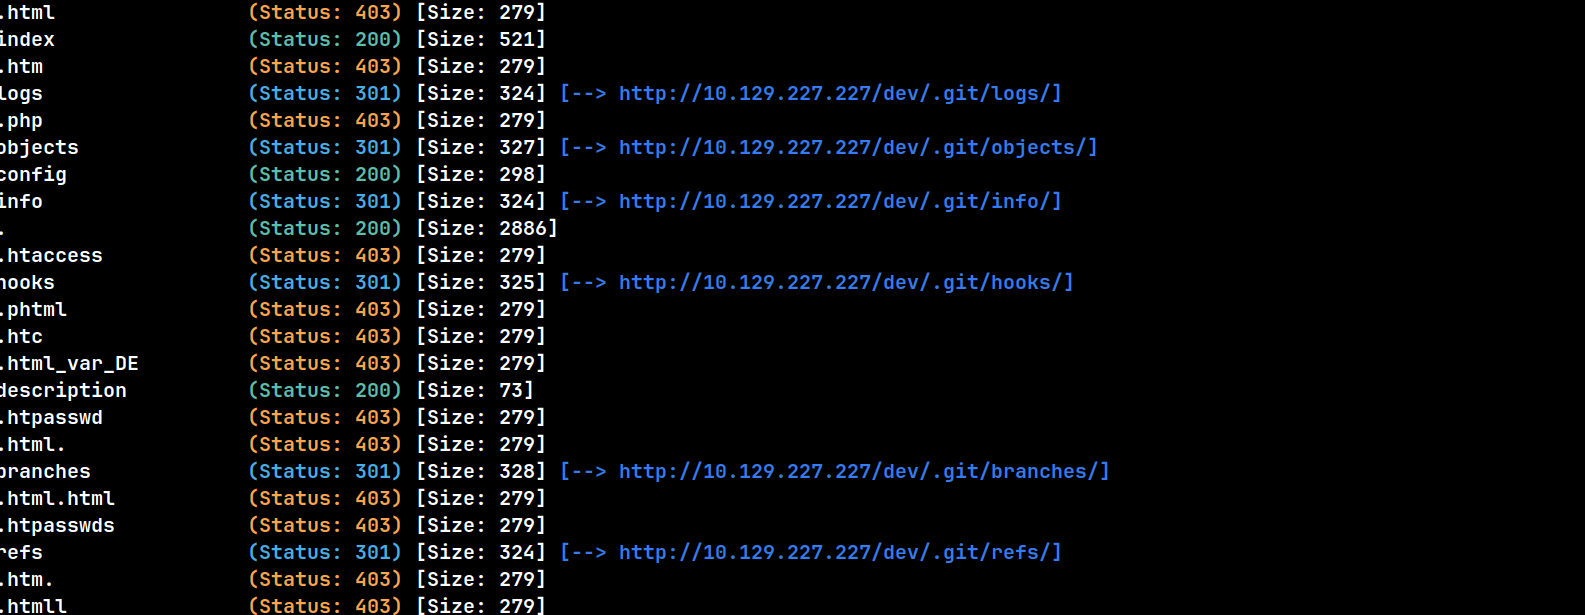 .html (Status: 403) [Size: 279]
index (Status: 200) [Size: 521]
.htm (Status: 403) [Size: 279]
logs (Status: 301) [Size: 324] [--> http://10.129.227.227/dev/.git/logs/]
.php (Status: 403) [Size: 279]
objects (Status: 301) [Size: 327] [--> http://10.129.227.227/dev/.git/objects/]
config (Status: 200) [Size: 298]
info (Status: 301) [Size: 324] [--> http://10.129.227.227/dev/.git/info/]
. (Status: 200) [Size: 2886]
.htaccess (Status: 403) [Size: 279]
hooks (Status: 301) [Size: 325] [--> http://10.129.227.227/dev/.git/hooks/]
.phtml (Status: 403) [Size: 279]
.htc (Status: 403) [Size: 279]
.html_var_DE (Status: 403) [Size: 279]
description (Status: 200) [Size: 73]
.htpasswd (Status: 403) [Size: 279]
.html. (Status: 403) [Size: 279]
branches (Status: 301) [Size: 328] [--> http://10.129.227.227/dev/.git/branches/]
.html.html (Status: 403) [Size: 279]
.htpasswds (Status: 403) [Size: 279]
refs (Status: 301) [Size: 324] [--> http://10.129.227.227/dev/.git/refs/]
.htm. (Status: 403) [Size: 279]
.htmll (Status: 403) [Size: 279]